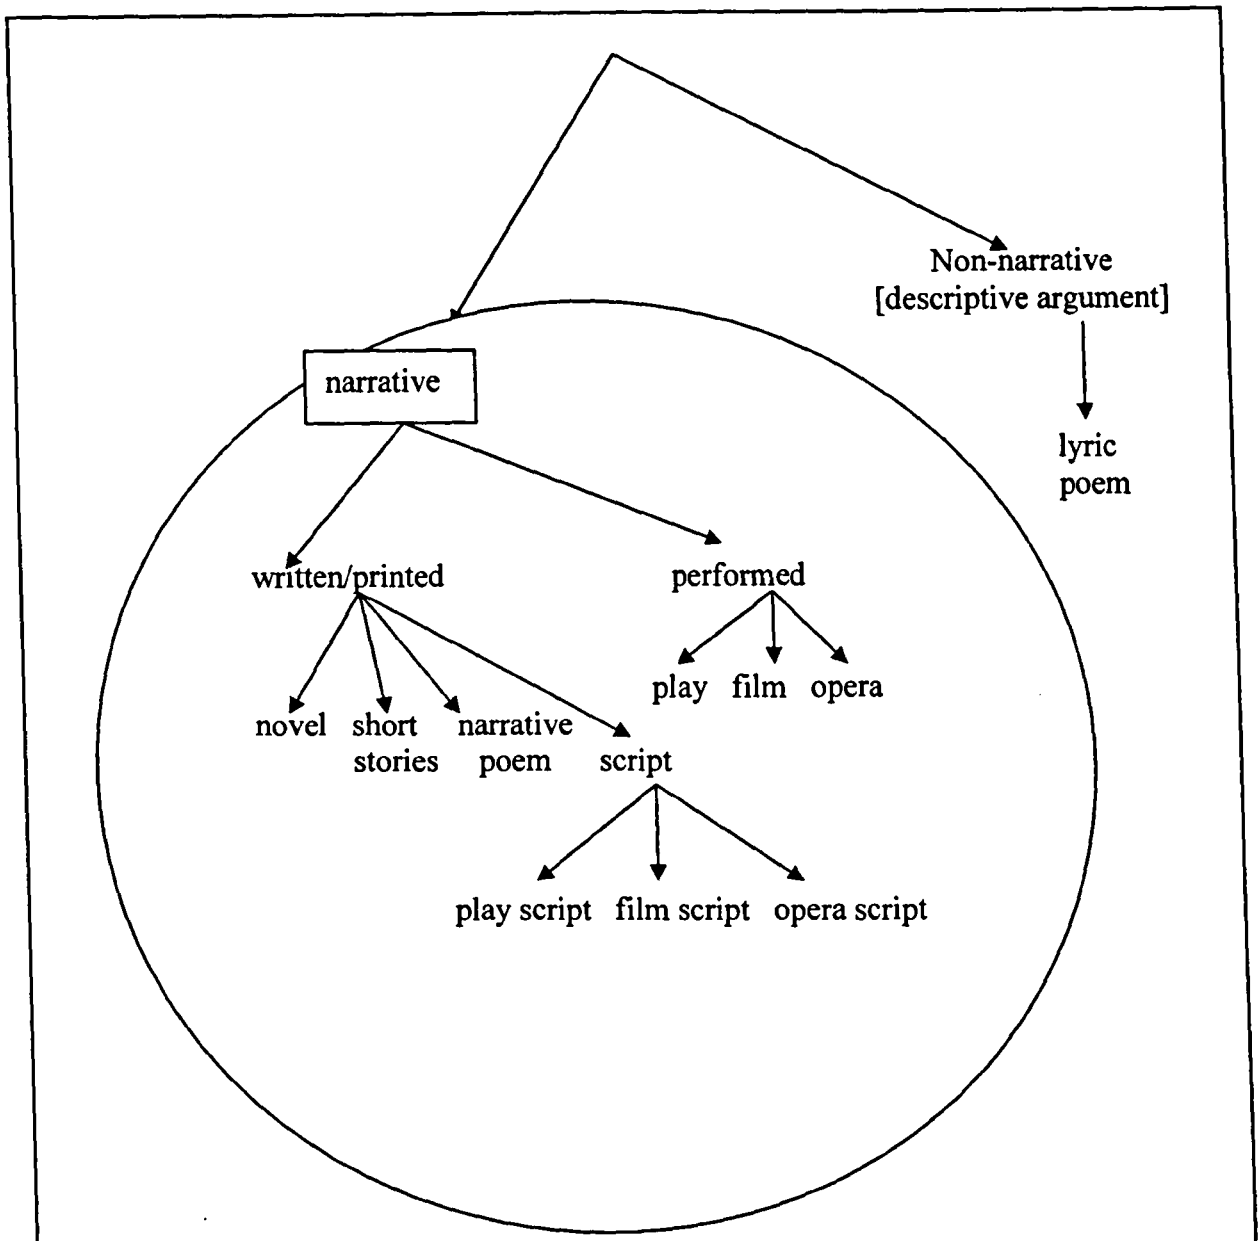 Non-narrative
[descriptive argument]
narrative
lyric
poem
written/printed
performed
play film opera
novel short narrative
stories poem script
play script film script opera script